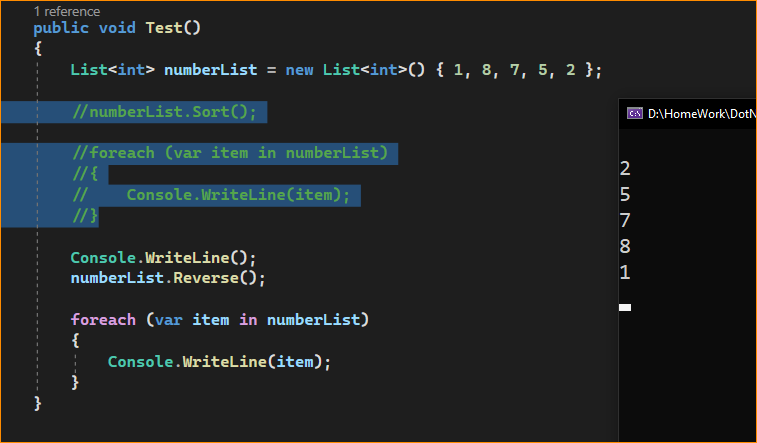 1 reference
public void Test()
{
List<int> numberList = new List<int>() { 1, 8, 7, 5, 2 };
//numberList.Sort();
//foreach (var item in numberList)
//{
//    Console.WriteLine(item);
//}
Console.WriteLine();
numberList.Reverse();
foreach (var item in numberList)
{
Console.WriteLine(item);
}
}
D:\HomeWork\DotN
2
5
7
8
1